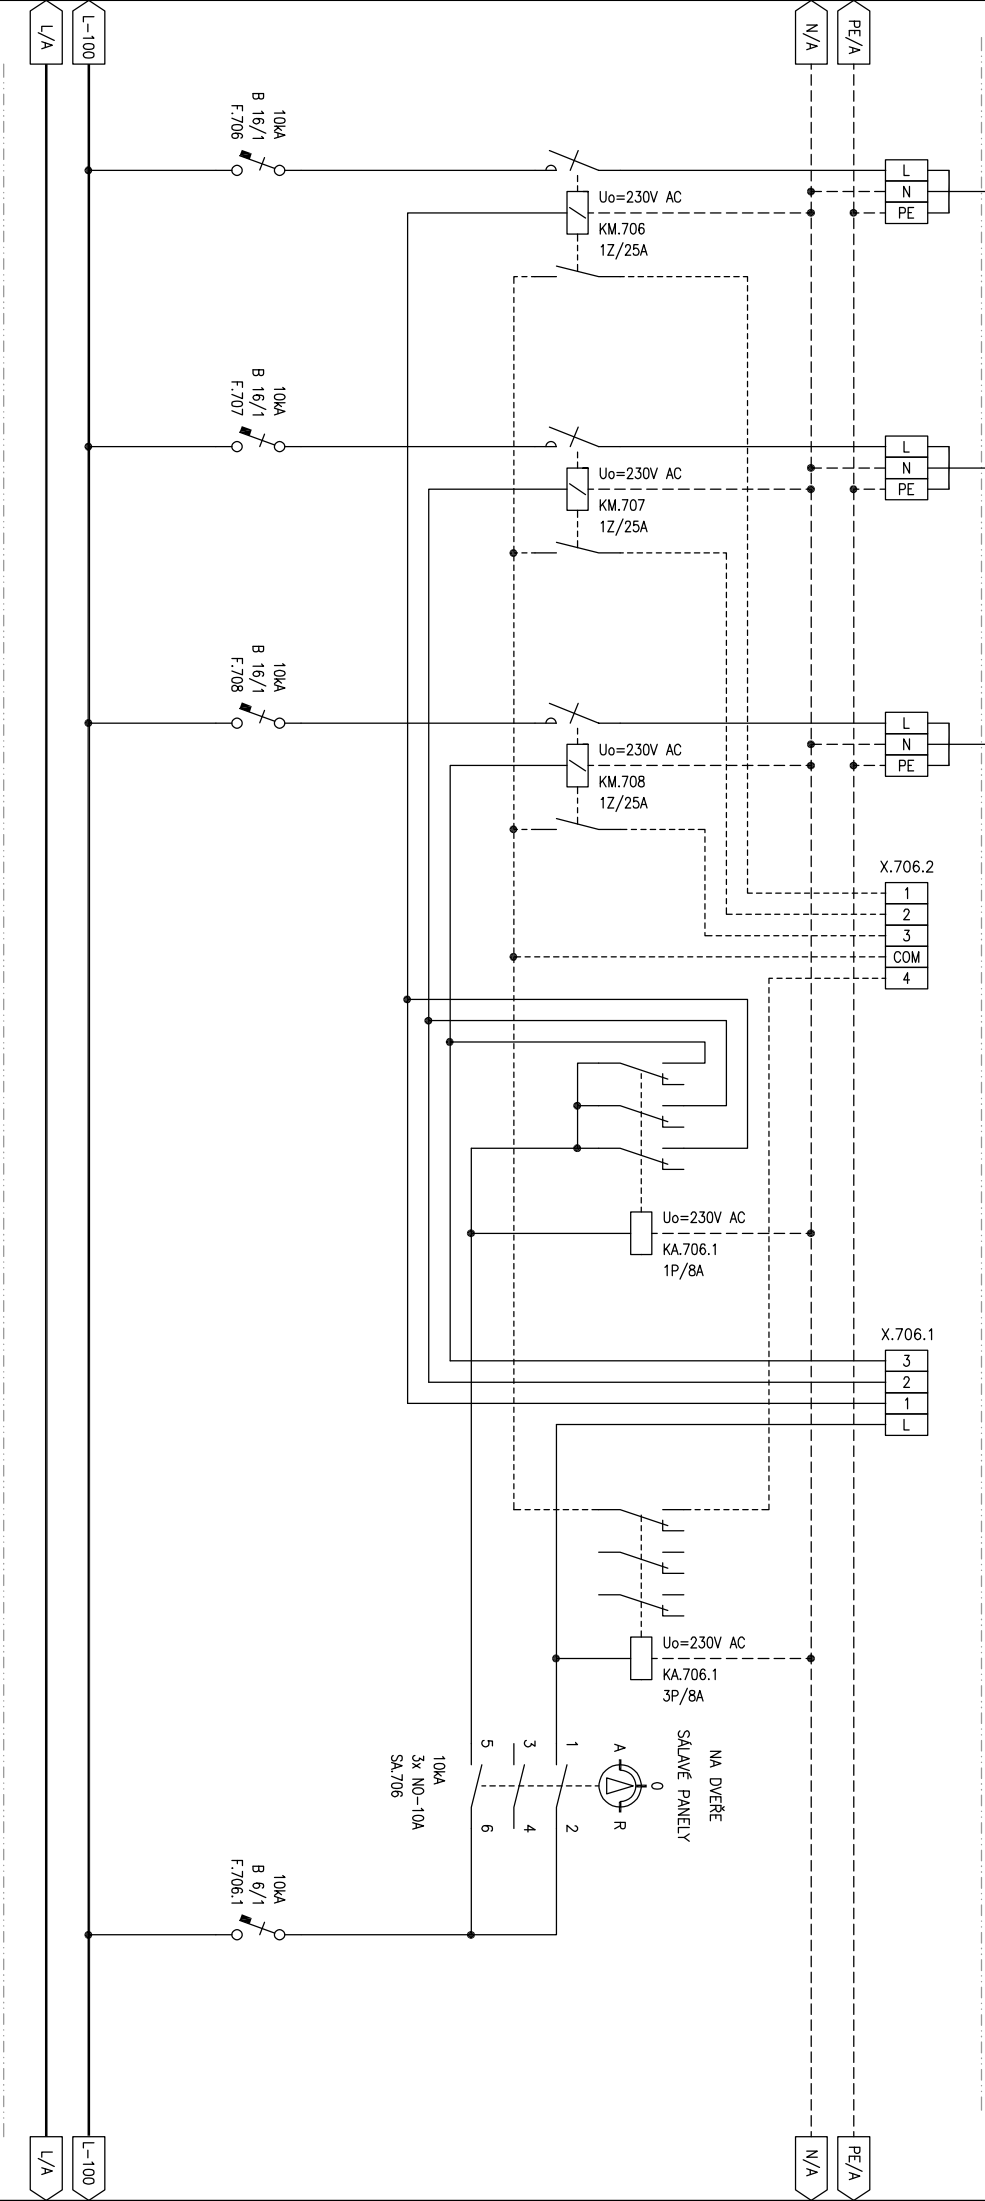 L/A
L-100
N/A
PE/A
10kA
B 16/1
F.706
L
N
PE
Uo=230V AC
KM.706
1Z/25A
10kA
B 16/1
F.707
L
N
PE
Uo=230V AC
KM.707
1Z/25A
10kA
B 16/1
F.708
L
N
PE
Uo=230V AC
KM.708
1Z/25A
X.706.2
1
2
3
COM
4
Uo=230V AC
KA.706.1
1P/8A
X.706.1
3
2
1
L
Uo=230V AC
KA.706.1
3P/8A
NA DVEŘE
SÁLAVÉ PANELY
A
0
R
1
2
3
4
5
6
10kA
3x NO-10A
SA.706
10kA
B 6/1
F.706.1
L/A
L-100
N/A
PE/A